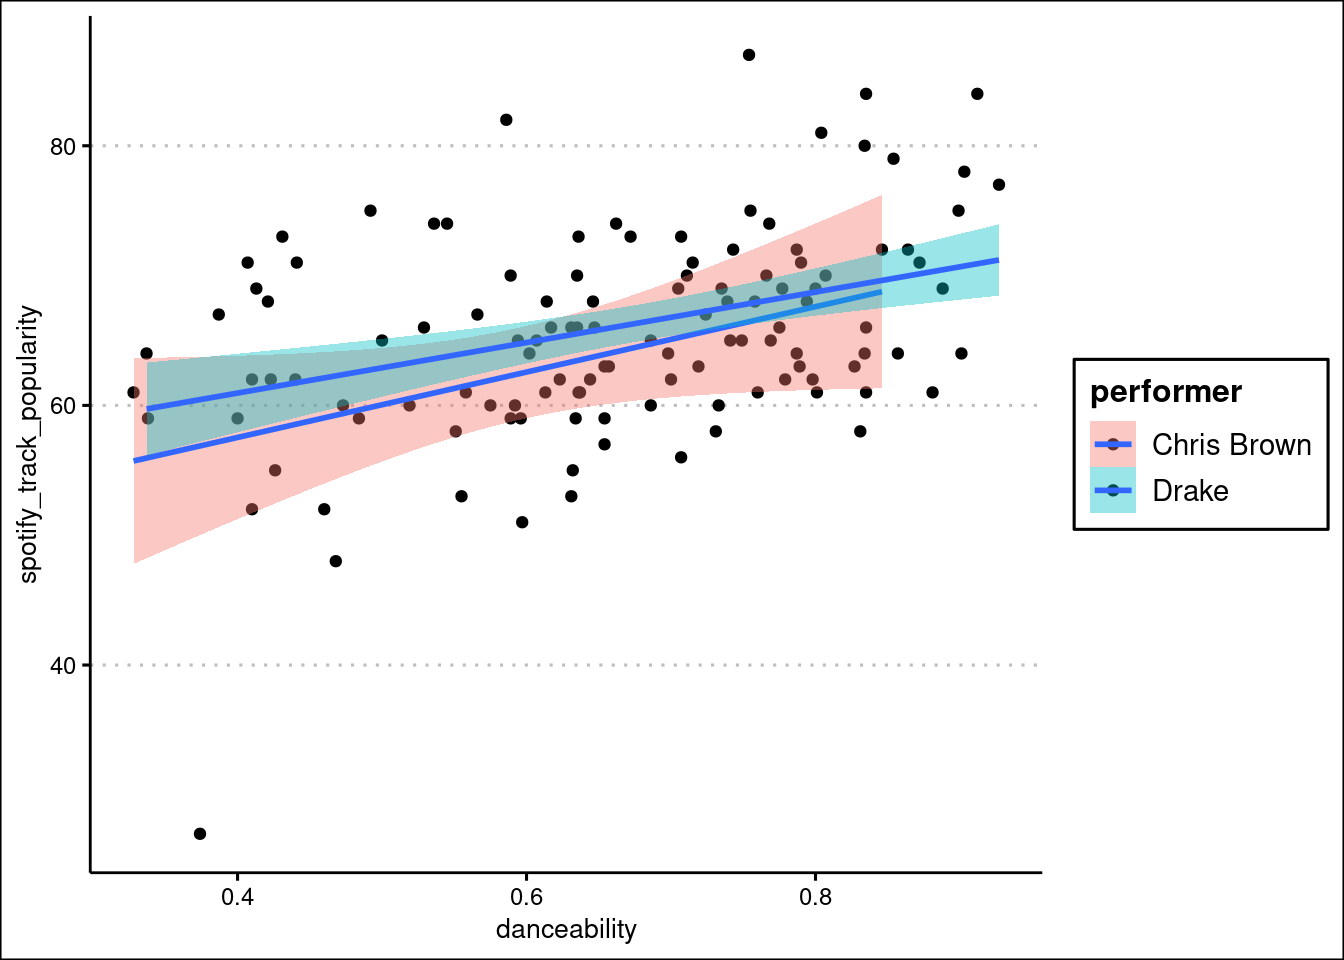 80
60
40
0.4
0.6
0.8
danceability
spotify_track_popularity
performer
Chris Brown
Drake